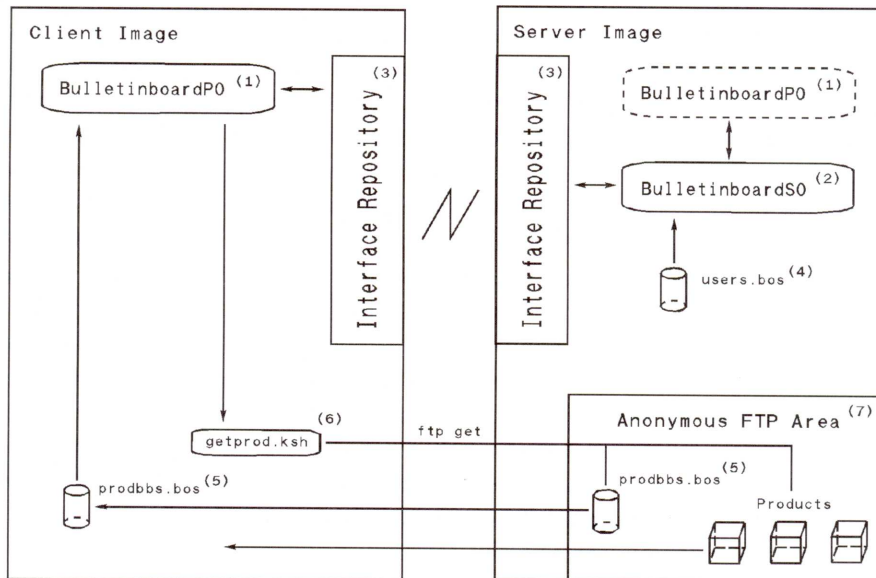 Client Image
BulletinboardPO (1)
(3)
Interface Repository
Server Image
(3)
Interface Repository
BulletinboardPO (1)
BulletinboardSO (2)
users.bos (4)
(6)
getprod.ksh
ftp get
Anonymous FTP Area (7)
prodbbs.bos (5)
prodbbs.bos (5)
Products